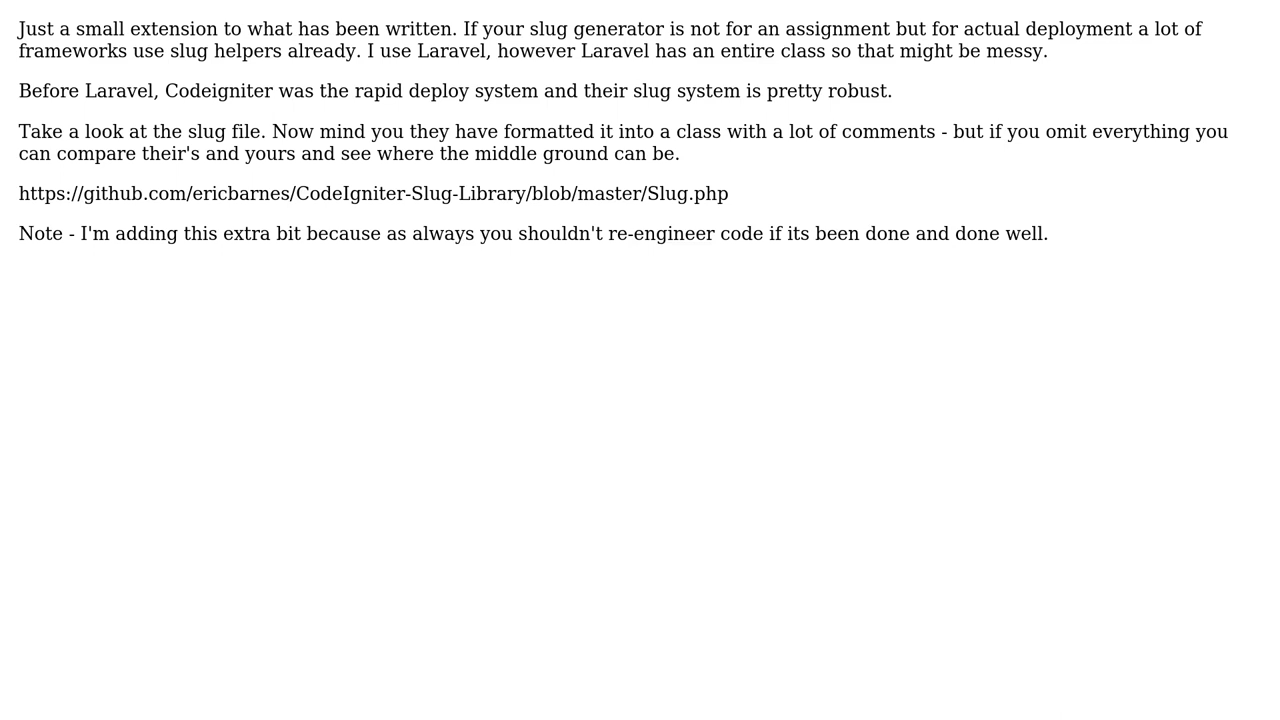 Just a small extension to what has been written. If your slug generator is not for an assignment but for actual deployment a lot of
frameworks use slug helpers already. I use Laravel, however Laravel has an entire class so that might be messy.
Before Laravel, Codeigniter was the rapid deploy system and their slug system is pretty robust.
Take a look at the slug file. Now mind you they have formatted it into a class with a lot of comments - but if you omit everything you
can compare their's and yours and see where the middle ground can be.
https://github.com/ericbarnes/CodeIgniter-Slug-Library/blob/master/Slug.php
Note - I'm adding this extra bit because as always you shouldn't re-engineer code if its been done and done well.